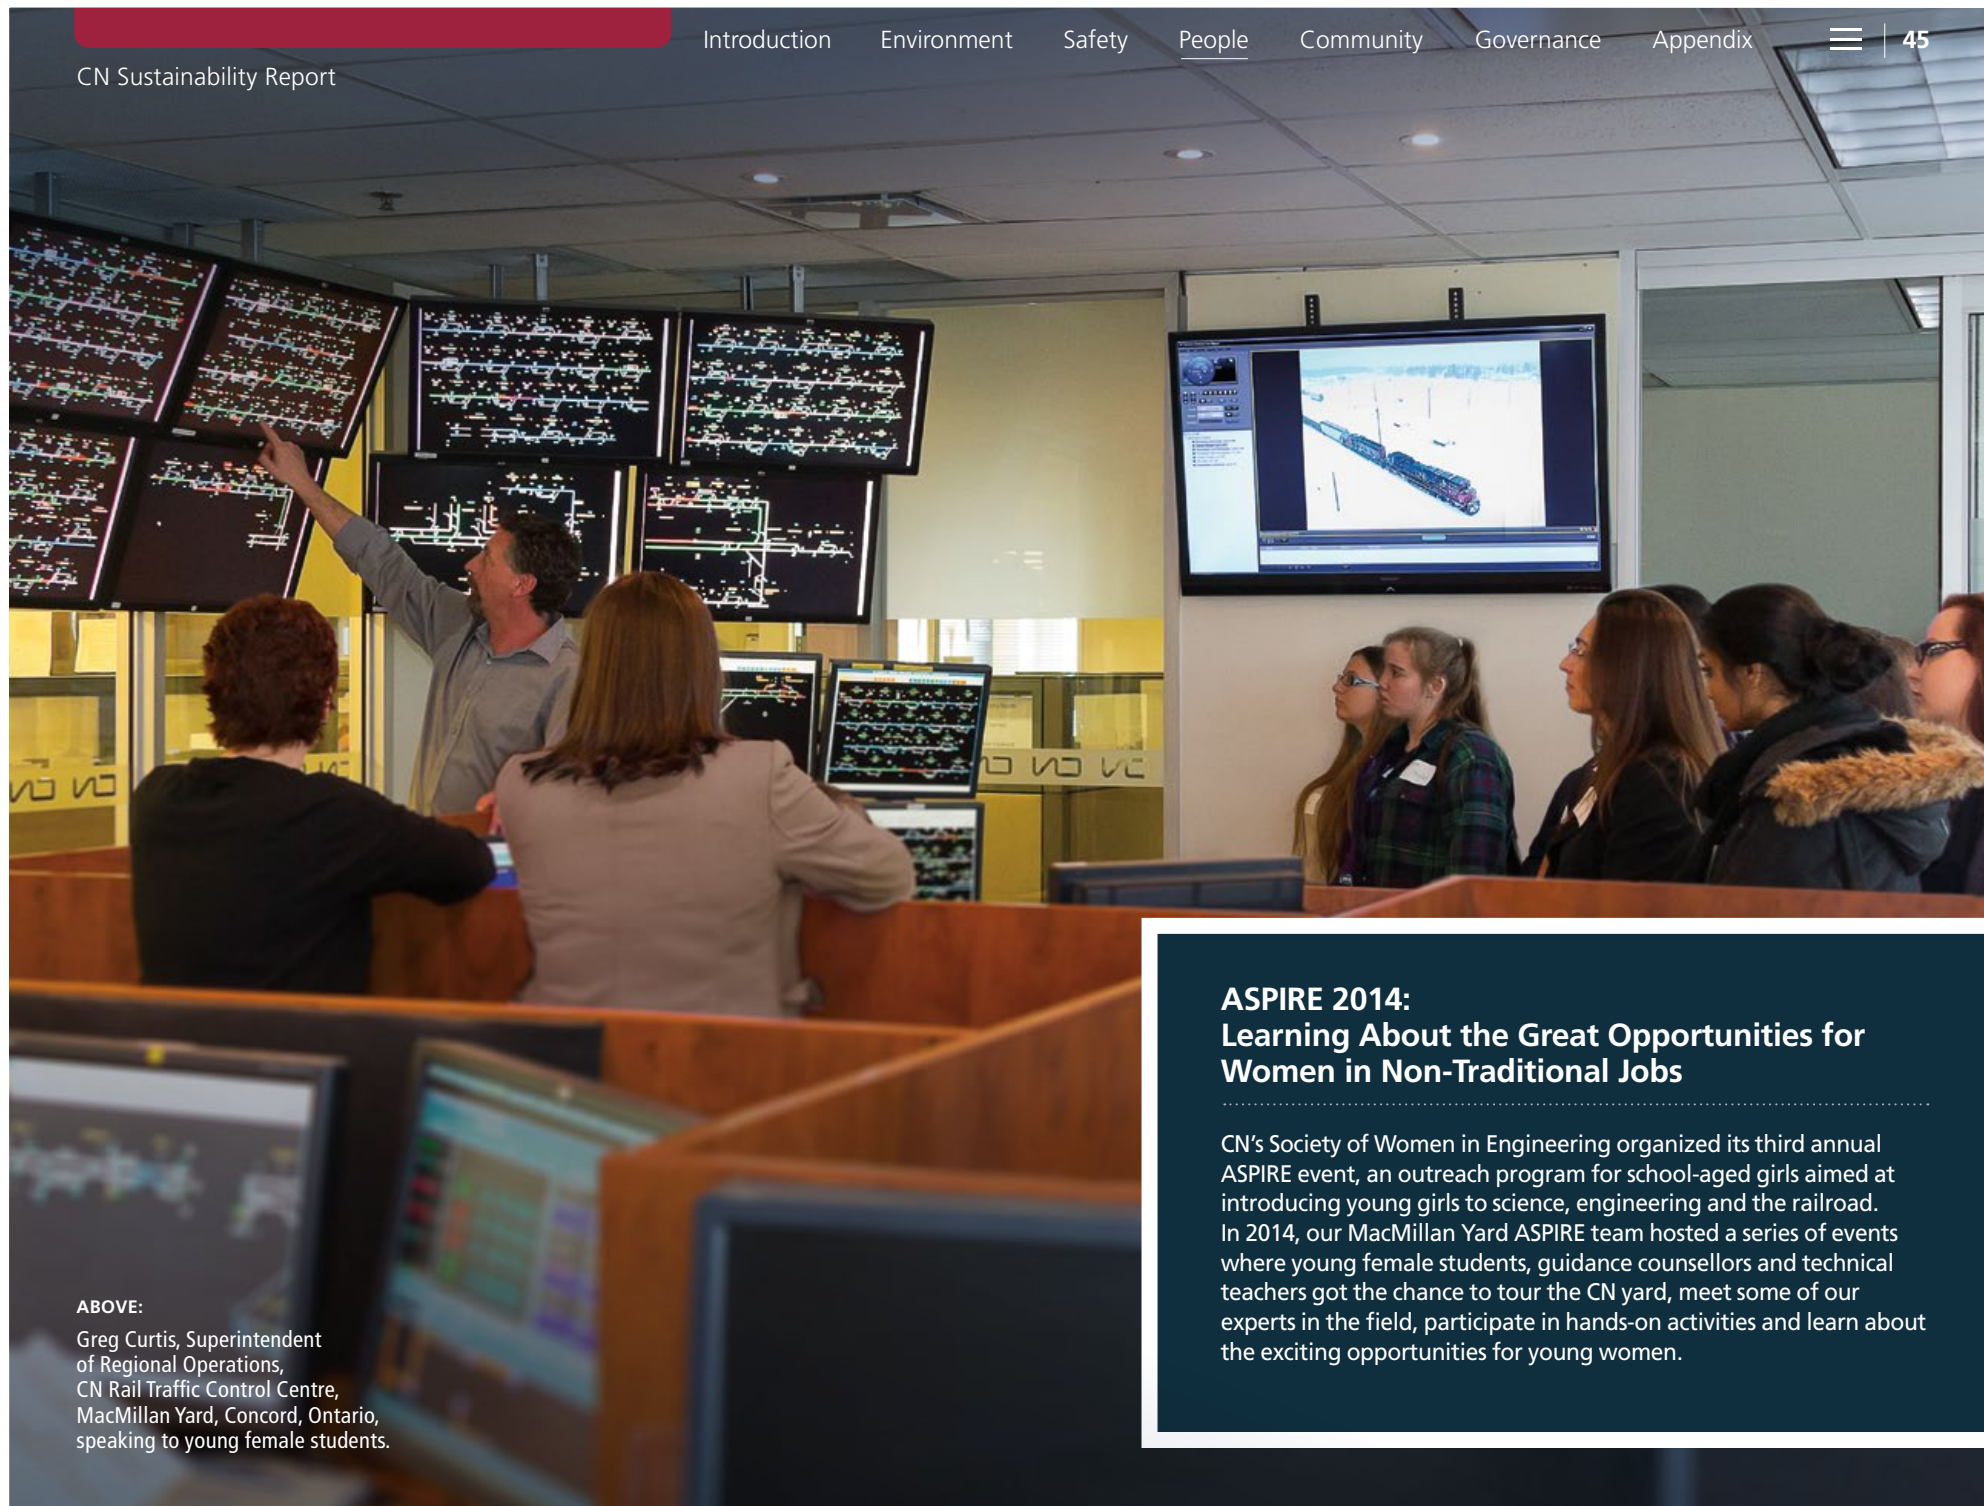 Introduction Environment Safety People Community Governance Appendix 45
CN Sustainability Report
CN CN
CN CN CN
ASPIRE 2014:
Learning About the Great Opportunities for
Women in Non-Traditional Jobs
CN’s Society of Women in Engineering organized its third annual
ASPIRE event, an outreach program for school-aged girls aimed at
introducing young girls to science, engineering and the railroad.
In 2014, our MacMillan Yard ASPIRE team hosted a series of events
where young female students, guidance counsellors and technical
teachers got the chance to tour the CN yard, meet some of our
experts in the field, participate in hands-on activities and learn about
the exciting opportunities for young women.
ABOVE:
Greg Curtis, Superintendent
of Regional Operations,
CN Rail Traffic Control Centre,
MacMillan Yard, Concord, Ontario,
speaking to young female students.